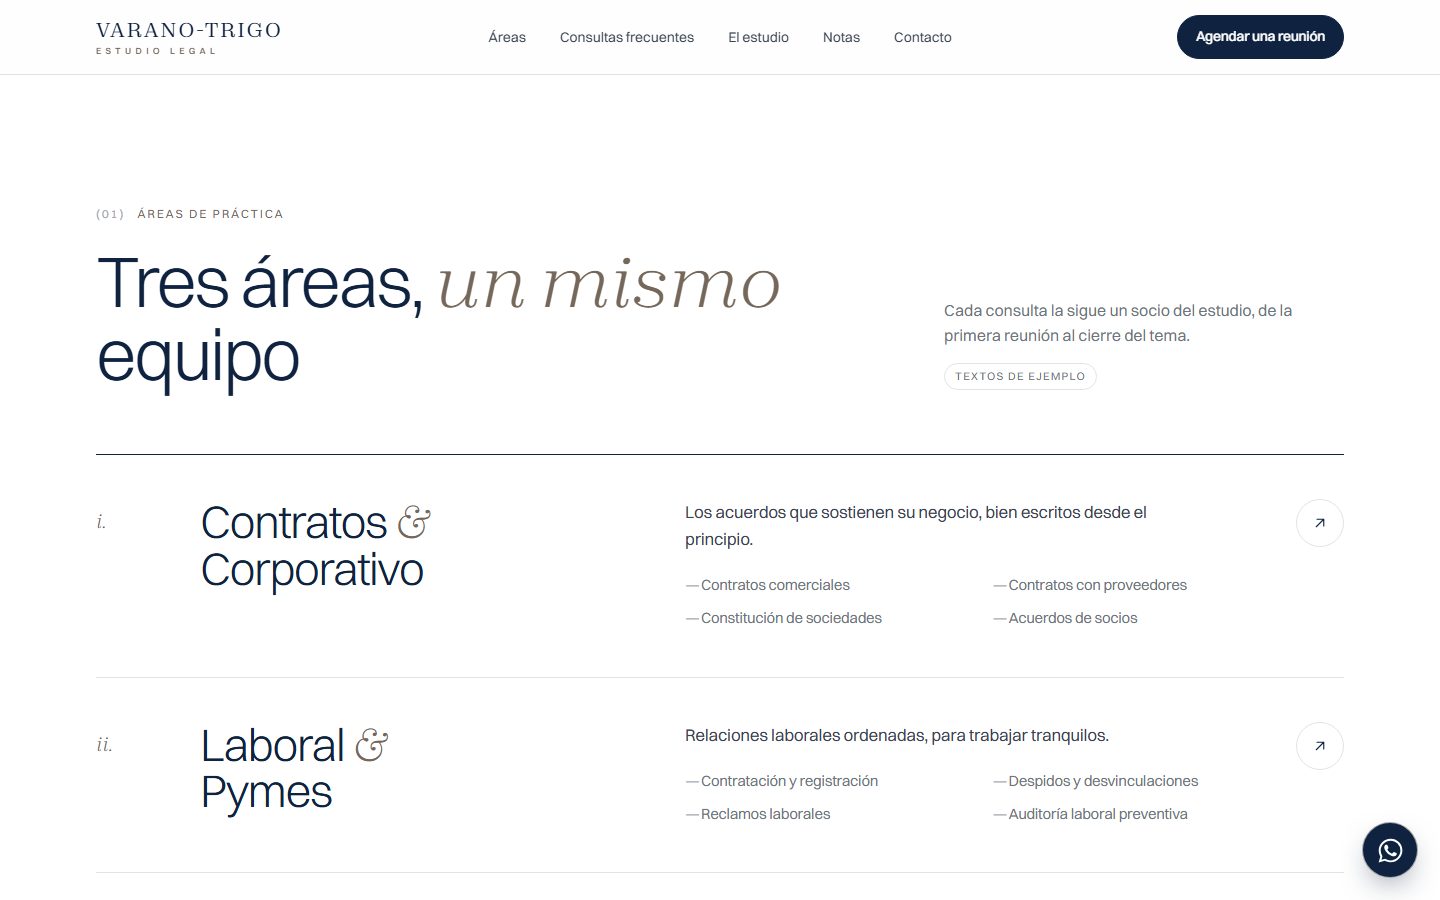 VARANO-TRIGO
ESTUDIO LEGAL
Áreas
Consultas frecuentes
El estudio
Notas
Contacto
Agendar una reunión
(01) ÁREAS DE PRÁCTICA
Tres áreas, un mismo
equipo
Cada consulta la sigue un socio del estudio, de la
primera reunión al cierre del tema.
TEXTOS DE EJEMPLO
i.
Contratos &
Corporativo
Los acuerdos que sostienen su negocio, bien escritos desde el
principio.
— Contratos comerciales
— Contratos con proveedores
— Constitución de sociedades
— Acuerdos de socios
ii.
Laboral &
Pymes
Relaciones laborales ordenadas, para trabajar tranquilos.
— Contratación y registración
— Despidos y desvinculaciones
— Reclamos laborales
— Auditoría laboral preventiva